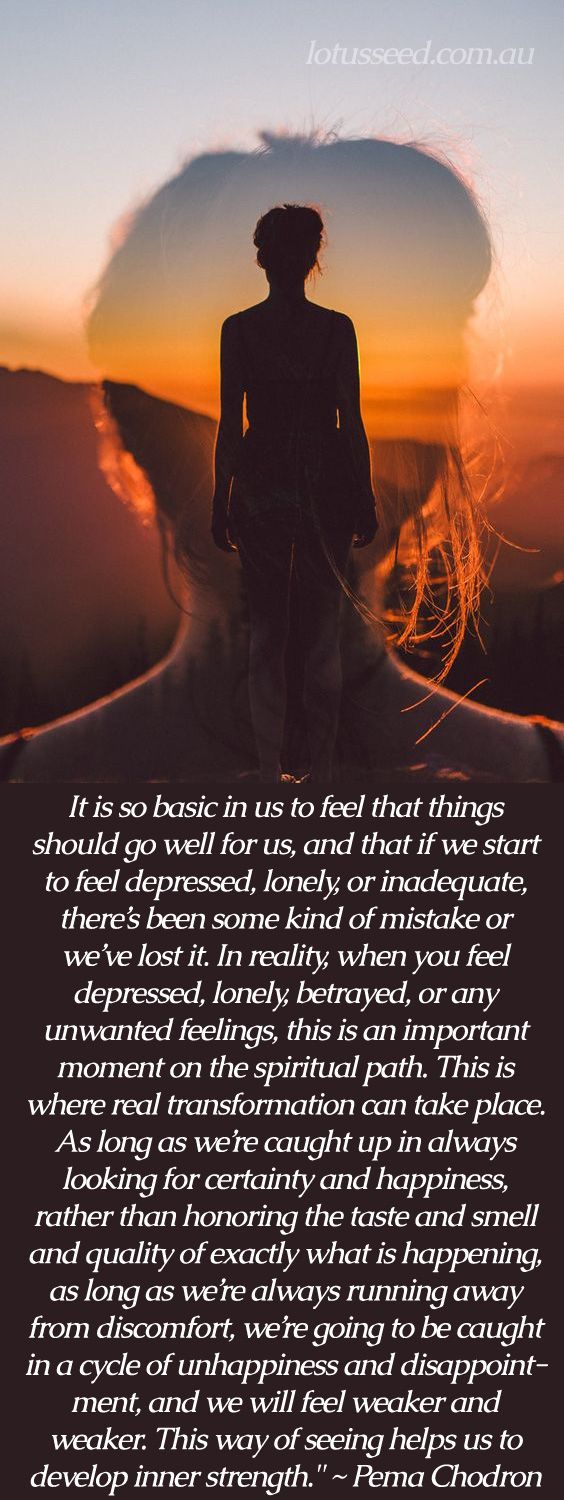 lotusseed.com.au
It is so basic in us to feel that things
should go well for us, and that if we start
to feel depressed, lonely, or inadequate,
there’s been some kind of mistake or
we’ve lost it. In reality, when you feel
depressed, lonely, betrayed, or any
unwanted feelings, this is an important
moment on the spiritual path. This is
where real transformation can take place.
As long as we’re caught up in always
looking for certainty and happiness,
rather than honoring the taste and smell
and quality of exactly what is happening,
as long as we’re always running away
from discomfort, we’re going to be caught
in a cycle of unhappiness and disappoint-
ment, and we will feel weaker and
weaker. This way of seeing helps us to
develop inner strength." ~ Pema Chodron